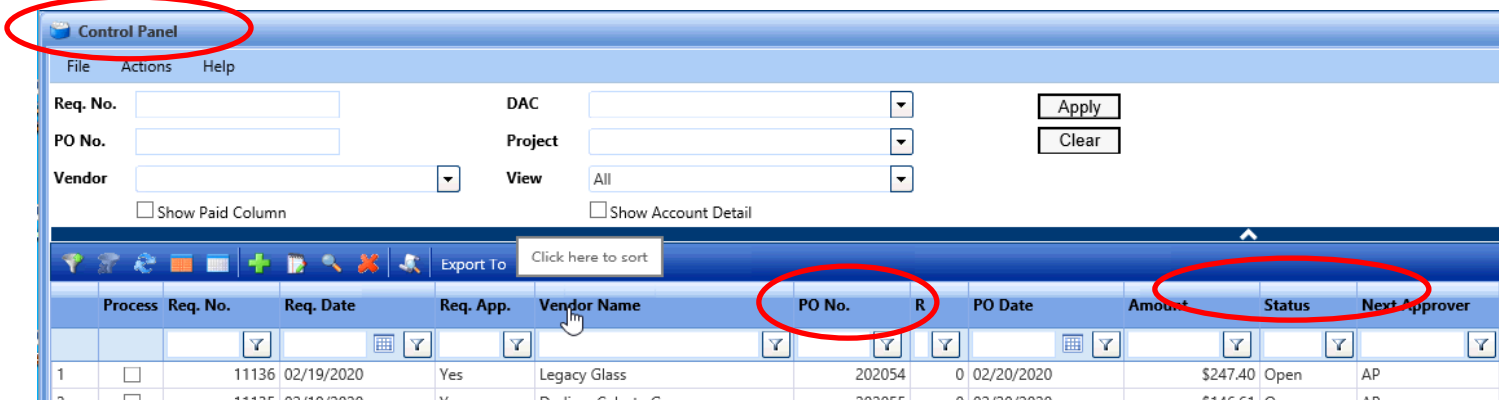 Control Panel
File Actions Help
Req. No. DAC Apply
PO No. Project Clear
Vendor View All
Show Paid Column Show Account Detail
Export To Click here to sort
Process Req. No. Req. Date Req. App. Vendor Name PO No. R PO Date Amount Status Next Approver
1 11136 02/19/2020 Yes Legacy Glass 202054 0 02/20/2020 $247.40 Open AP